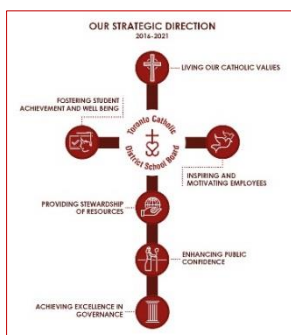 OUR STRATEGIC DIRECTION
2016-2021
LIVING OUR CATHOLIC VALUES
FOSTERING STUDENT
ACHIEVEMENT AND WELL BEING
Toronto Catholic
District School Board
INSPIRING AND
MOTIVATING EMPLOYEES
PROVIDING STEWARDSHIP
OF RESOURCES
ENHANCING PUBLIC
CONFIDENCE
ACHIEVING EXCELLENCE IN
GOVERNANCE